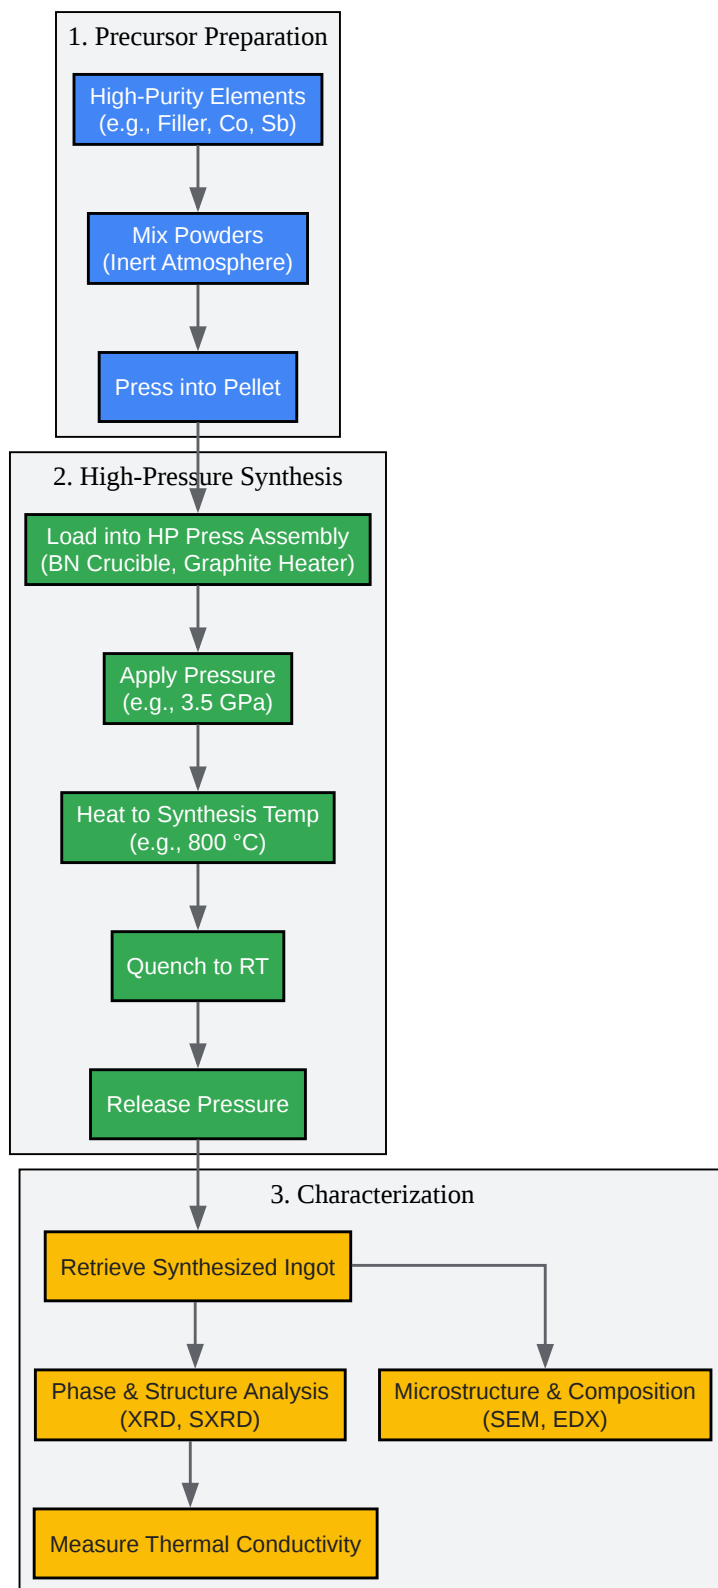 1. Precursor Preparation
High-Purity Elements
(e.g., Filler, Co, Sb)
Mix Powders
(Inert Atmosphere)
Press into Pellet
2. High-Pressure Synthesis
Load into HP Press Assembly
(BN Crucible, Graphite Heater)
Apply Pressure
(e.g., 3.5 GPa)
Heat to Synthesis Temp
(e.g., 800 °C)
Quench to RT
Release Pressure
3. Characterization
Retrieve Synthesized Ingot
Phase & Structure Analysis
(XRD, SXRD)
Microstructure & Composition
(SEM, EDX)
Measure Thermal Conductivity